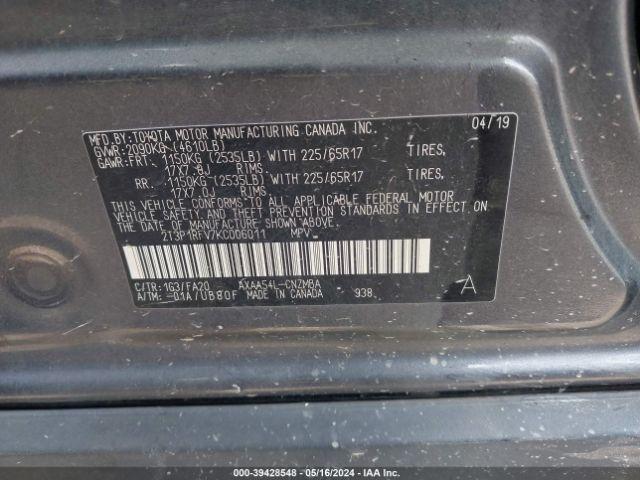 MFD.BY:TOYOTA MOTOR MANUFACTURING CANADA INC. 04/19
GVWR:2090KG (4610LB)
GAWR:FRT. 1150KG (2535LB) WITH 225/65R17 TIRES,
17X7.0J RIMS
RR. 1150KG (2535LB) WITH 225/65R17 TIRES,
17X7.0J RIMS
THIS VEHICLE CONFORMS TO ALL APPLICABLE FEDERAL MOTOR
VEHICLE SAFETY AND THEFT PREVENTION STANDARDS IN EFFECT ON
THE DATE OF MANUFACTURE SHOWN ABOVE.
2T3P1RFV7KC006011 MPV
C/TR: 1G3/FA20 AXAA54L-CNZMBA
A/TM: -01A/UB80F MADE IN CANADA 938 A
000-39428548 - 05/16/2024 - IAA Inc.